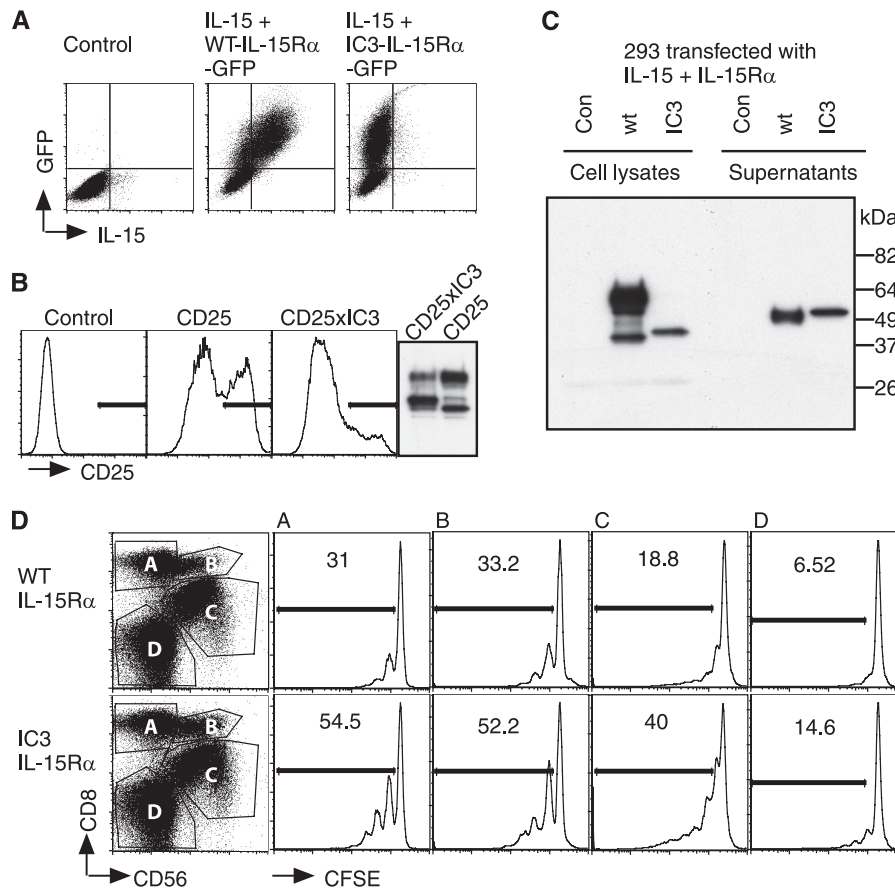 A
Control
IL-15 +
WT-IL-15Rα
-GFP
IL-15 +
IC3-IL-15Rα
-GFP
GFP
IL-15
B
Control
CD25
CD25xIC3
CD25xIC3
CD25
CD25
C
293 transfected with
IL-15 + IL-15Rα
Con
wt
IC3
Con
wt
IC3
Cell lysates
Supernatants
kDa
82
64
49
37
26
D
A
B
C
D
WT
IL-15Rα
A
B
C
D
31
33.2
18.8
6.52
IC3
IL-15Rα
A
B
C
D
54.5
52.2
40
14.6
CD8
CD56
CFSE